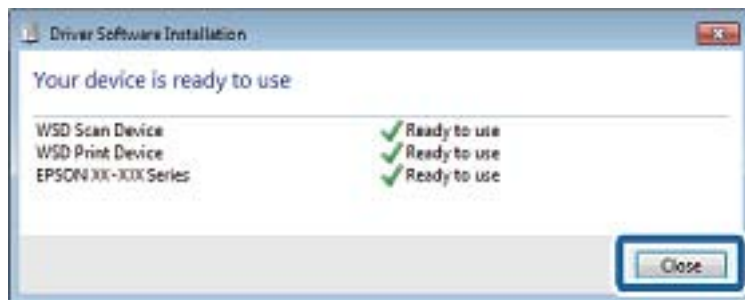 Driver Software Installation
Your device is ready to use
WSD Scan Device Ready to use
WSD Print Device Ready to use
EPSON XX-XXX Series Ready to use
Close